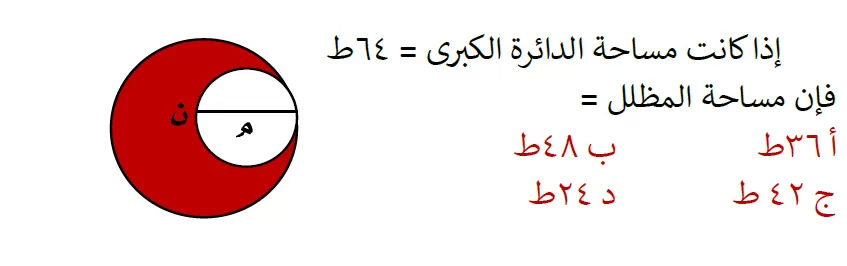 إذا كانت مساحة الدائرة الكبرى = ٦٤ط
فإن مساحة المظلل =
أ ٣٦ط ب ٤٨ط
ج ٤٢ ط د ٢٤ط
ن
م